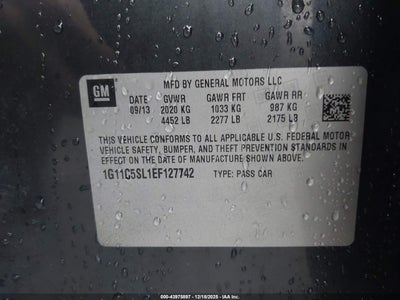 GM
MFD BY GENERAL MOTORS LLC
DATE GVWR GAWR FRT GAWR RR
09/13 2020 KG 1033 KG 987 KG
4452 LB 2277 LB 2175 LB
THIS VEHICLE CONFORMS TO ALL APPLICABLE U.S. FEDERAL MOTOR
VEHICLE SAFETY, BUMPER, AND THEFT PREVENTION STANDARDS IN
EFFECT ON THE DATE OF MANUFACTURE SHOWN ABOVE.
1G11C5SL1EF127742 TYPE: PASS CAR
© - 43975897 - 12/18/2025 - IAA Inc.